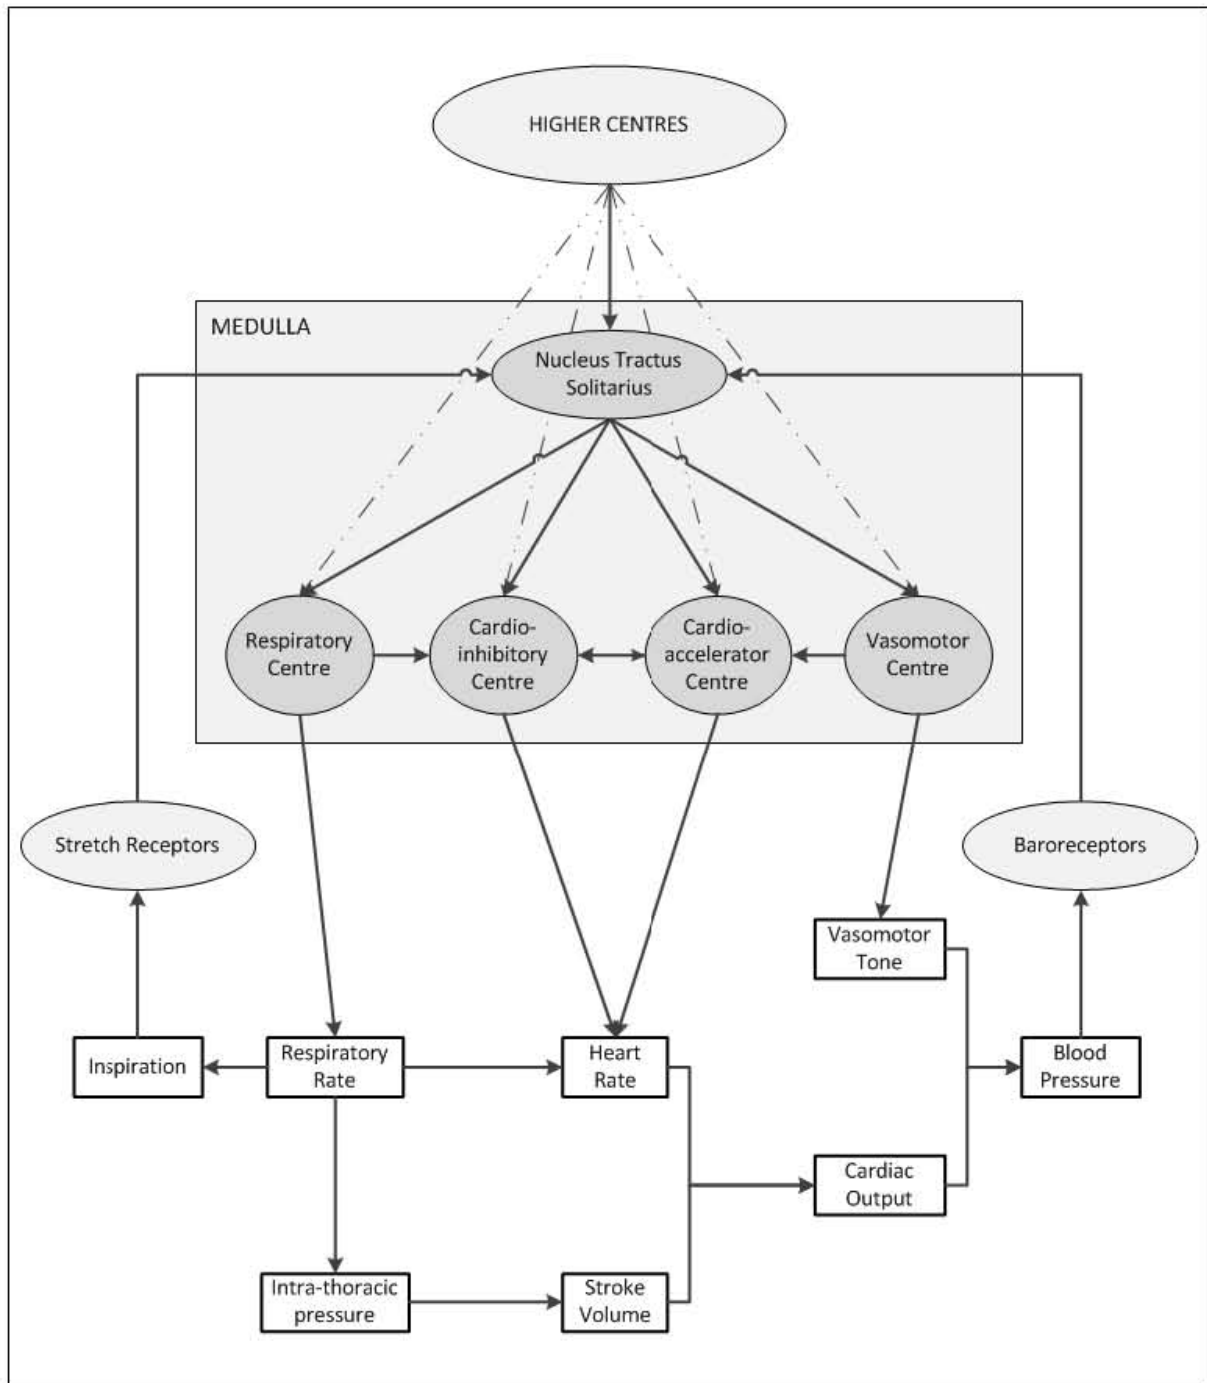 HIGHER CENTRES
MEDULLA
Nucleus Tractus
Solitarius
Respiratory
Centre
Cardio-
inhibitory
Centre
Cardio-
accelerator
Centre
Vasomotor
Centre
Stretch Receptors
Baroreceptors
Vasomotor
Tone
Inspiration
Respiratory
Rate
Heart
Rate
Blood
Pressure
Cardiac
Output
Intra-thoracic
pressure
Stroke
Volume